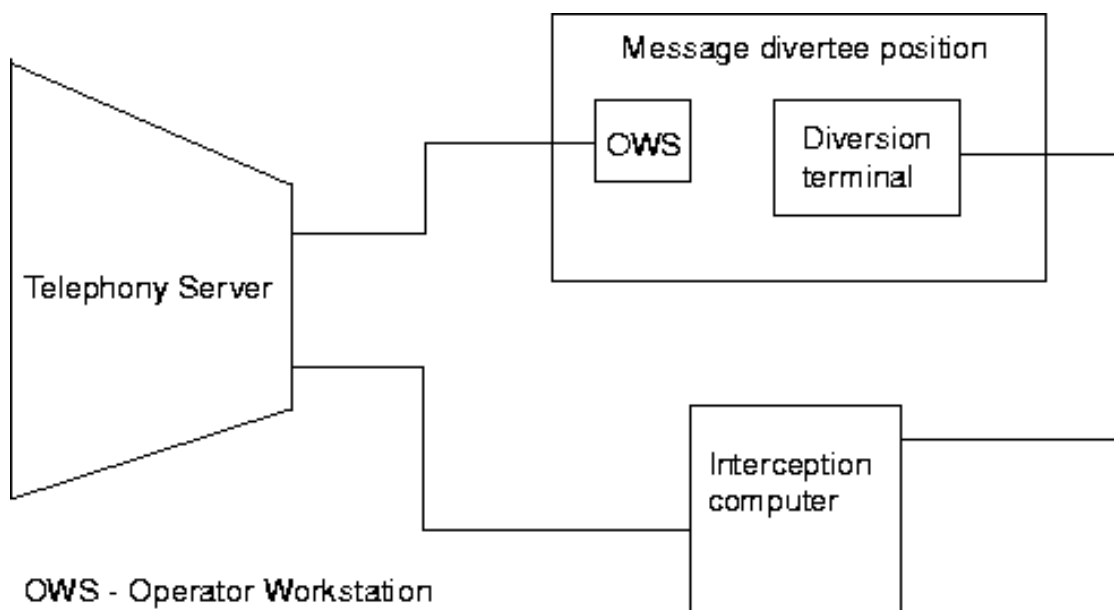 Message divertee position
OWS
Diversion
terminal
Telephony Server
Interception
computer
OWS - Operator Workstation